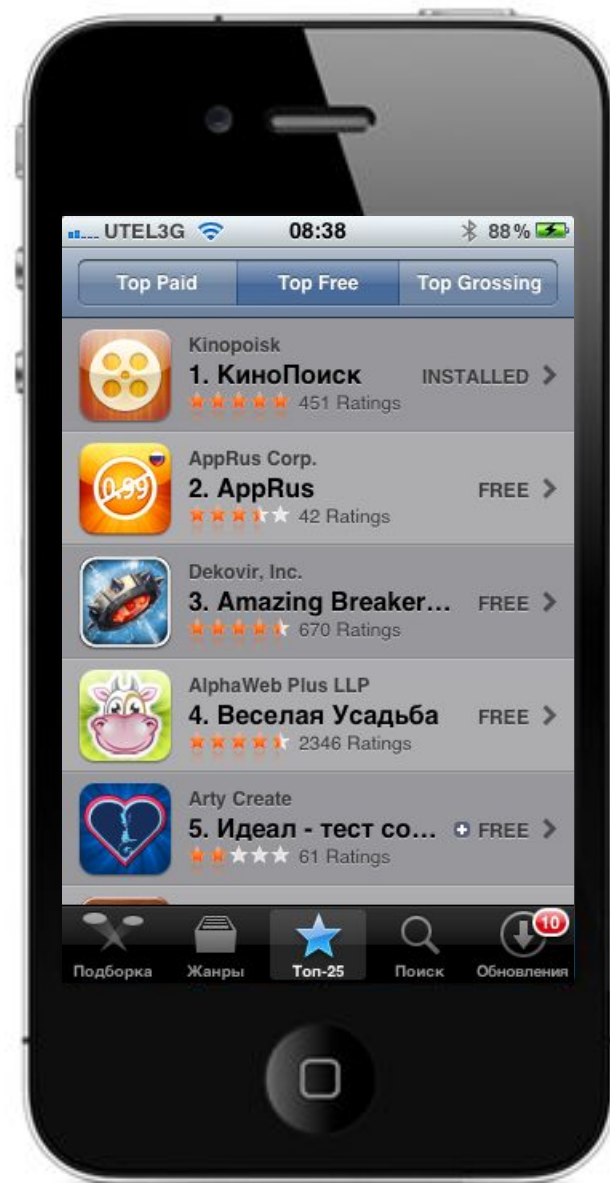 UTEL3G 08:38 88%
Top Paid Top Free Top Grossing
Kinopoisk
1. КиноПоиск INSTALLED
451 Ratings
AppRus Corp.
0.99
2. AppRus FREE
42 Ratings
Dekovir, Inc.
3. Amazing Breaker... FREE
670 Ratings
AlphaWeb Plus LLP
4. Веселая Усадьба FREE
2346 Ratings
Arty Create
5. Идеал - тест со... FREE
61 Ratings
10
Подборка Жанры Топ-25 Поиск Обновления